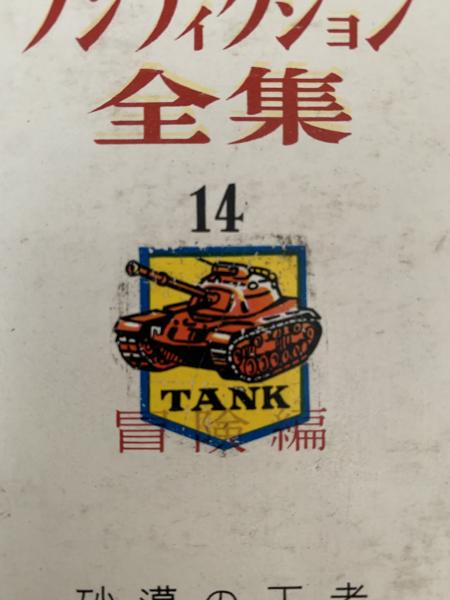 ノンフィクション
全集
14
TANK
冒険編
砂漠の王者